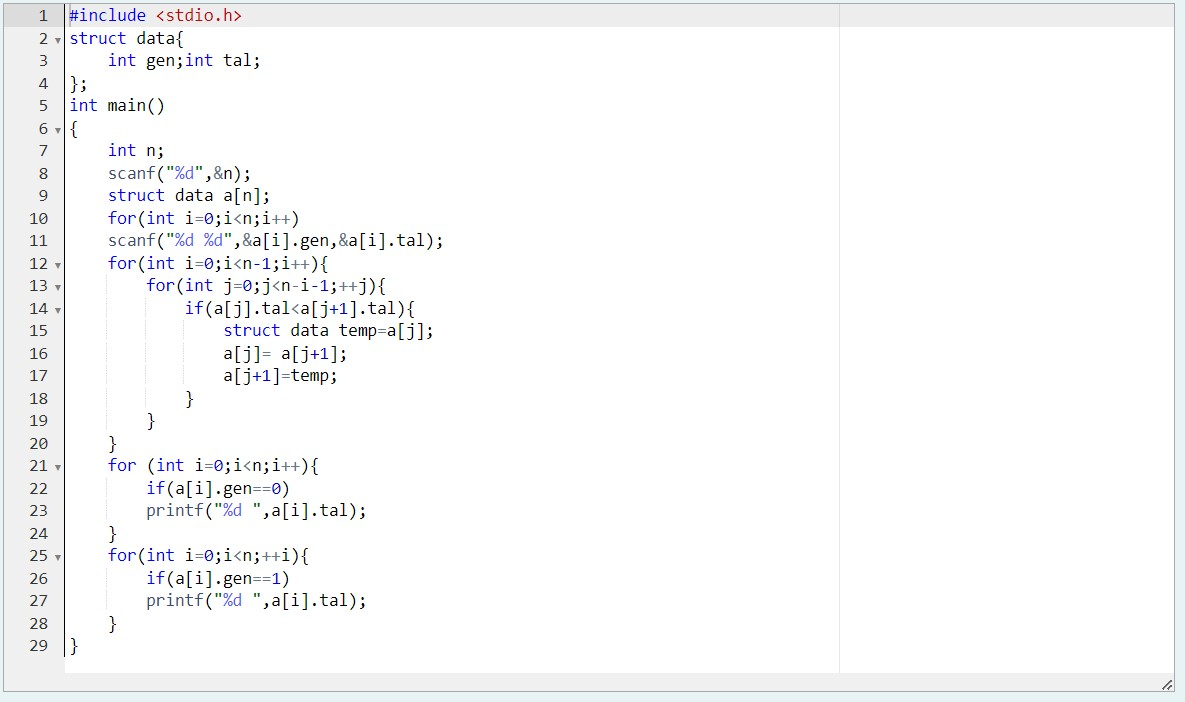 1 #include <stdio.h>
2 struct data{
3     int gen;int tal;
4 };
5 int main()
6 {
7     int n;
8     scanf("%d",&n);
9     struct data a[n];
10     for(int i=0;i<n;i++)
11     scanf("%d %d",&a[i].gen,&a[i].tal);
12     for(int i=0;i<n-1;i++){
13         for(int j=0;j<n-i-1;++j){
14             if(a[j].tal<a[j+1].tal){
15                 struct data temp=a[j];
16                 a[j]= a[j+1];
17                 a[j+1]=temp;
18             }
19         }
20     }
21     for (int i=0;i<n;i++){
22         if(a[i].gen==0)
23         printf("%d ",a[i].tal);
24     }
25     for(int i=0;i<n;++i){
26         if(a[i].gen==1)
27         printf("%d ",a[i].tal);
28     }
29 }